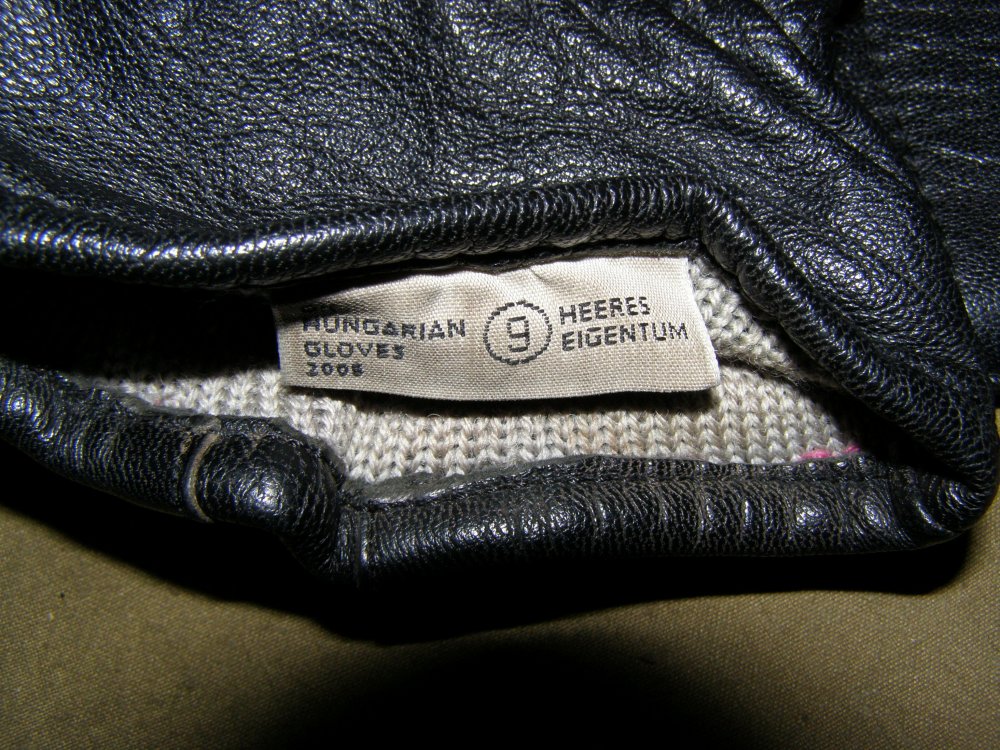 HUNGARIAN
GLOVES
2006
9
HEERES
EIGENTUM